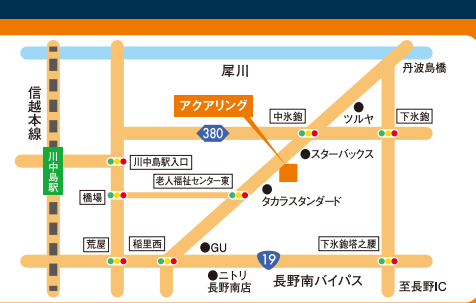 犀川
丹波島橋
信越本線
アクアリング
中氷鉋
ツルヤ
下氷鉋
380
スターバックス
川中島駅
川中島駅入口
老人福祉センター東
橋場
タカラスタンダード
荒屋
稲里西
GU
19
下氷鉋塔之腰
ニトリ
長野南店
長野南バイパス
至長野IC